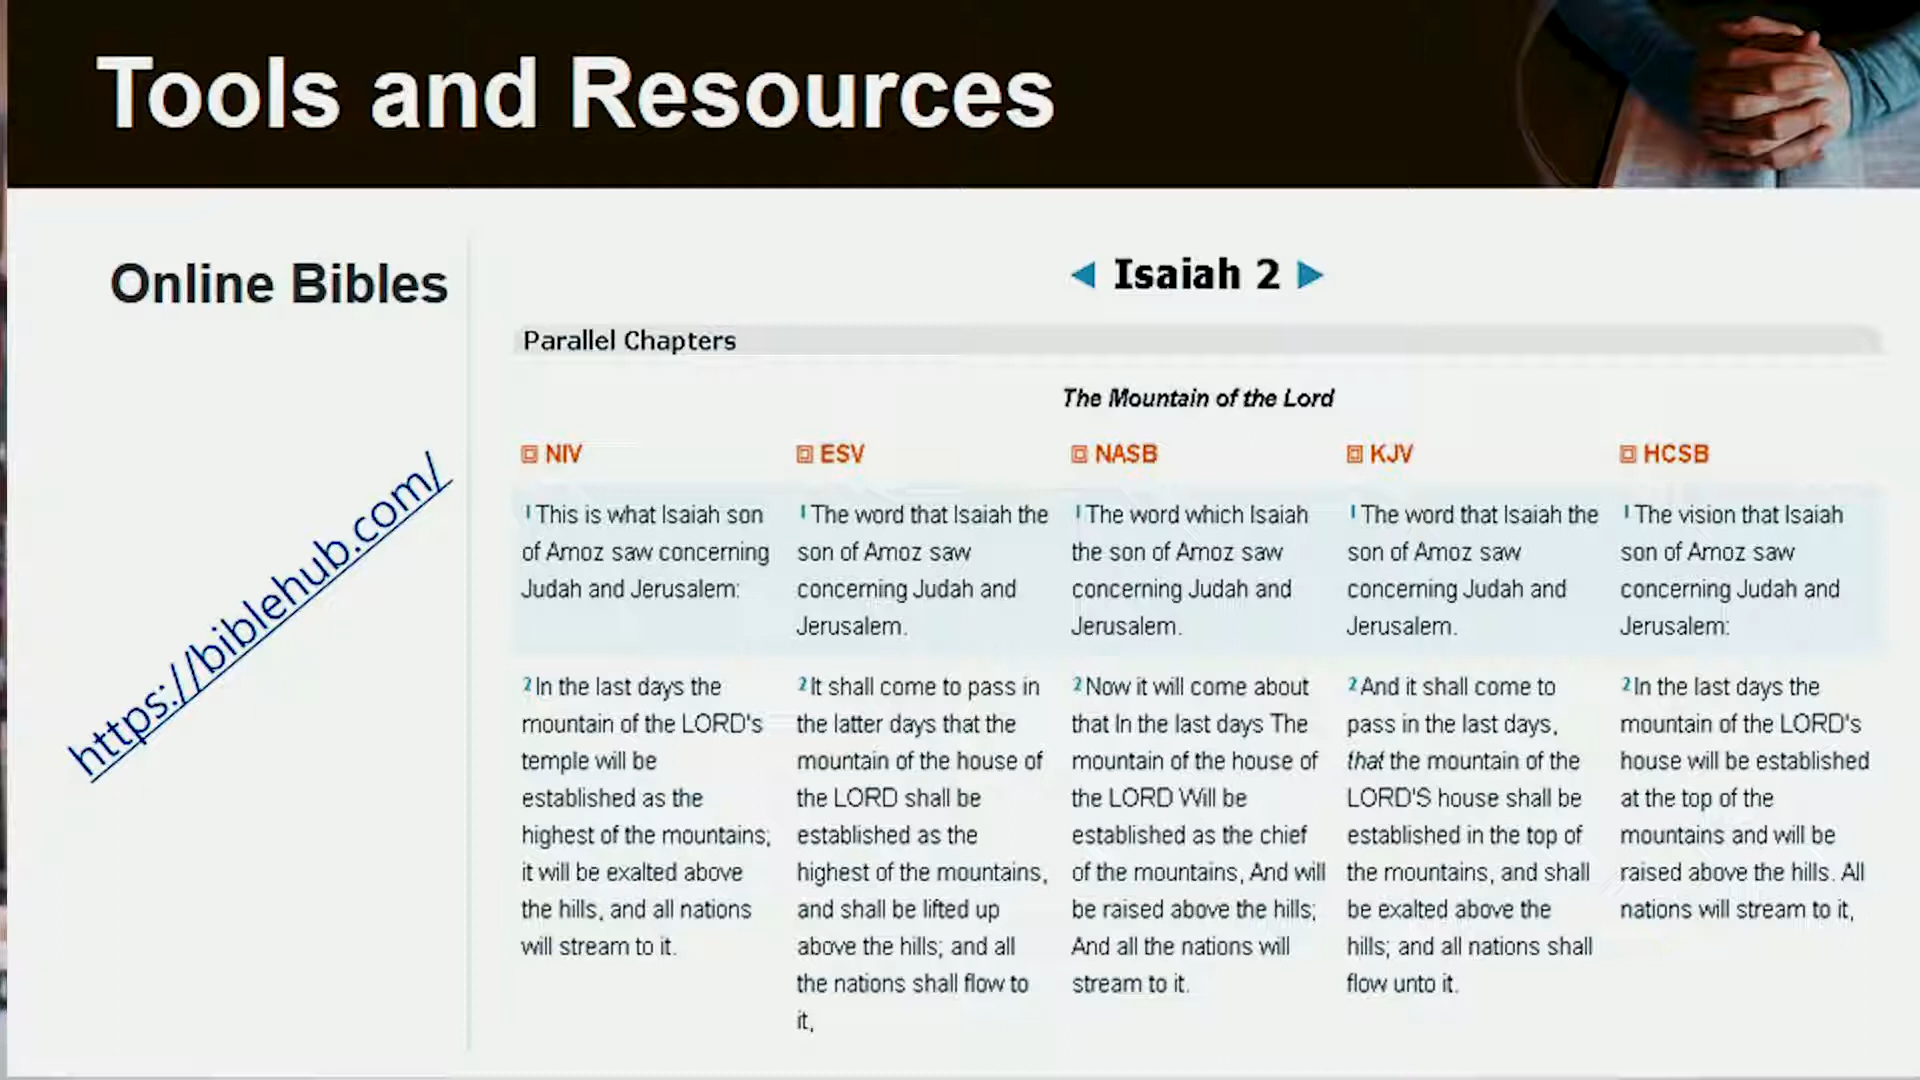 Tools and Resources
Online Bibles
https://biblehub.com/
Isaiah 2
Parallel Chapters
The Mountain of the Lord
NIV
1 This is what Isaiah son
of Amoz saw concerning
Judah and Jerusalem:
2 In the last days the
mountain of the LORD's
temple will be
established as the
highest of the mountains;
it will be exalted above
the hills, and all nations
will stream to it.
ESV
1 The word that Isaiah the
son of Amoz saw
concerning Judah and
Jerusalem.
2 It shall come to pass in
the latter days that the
mountain of the house of
the LORD shall be
established as the
highest of the mountains,
and shall be lifted up
above the hills; and all
the nations shall flow to
it,
NASB
1 The word which Isaiah
the son of Amoz saw
concerning Judah and
Jerusalem.
2 Now it will come about
that In the last days The
mountain of the house of
the LORD Will be
established as the chief
of the mountains, And will
be raised above the hills;
And all the nations will
stream to it.
KJV
1 The word that Isaiah the
son of Amoz saw
concerning Judah and
Jerusalem.
2 And it shall come to
pass in the last days,
that the mountain of the
LORD'S house shall be
established in the top of
the mountains, and shall
be exalted above the
hills; and all nations shall
flow unto it.
HCSB
1 The vision that Isaiah
son of Amoz saw
concerning Judah and
Jerusalem:
2 In the last days the
mountain of the LORD's
house will be established
at the top of the
mountains and will be
raised above the hills. All
nations will stream to it,